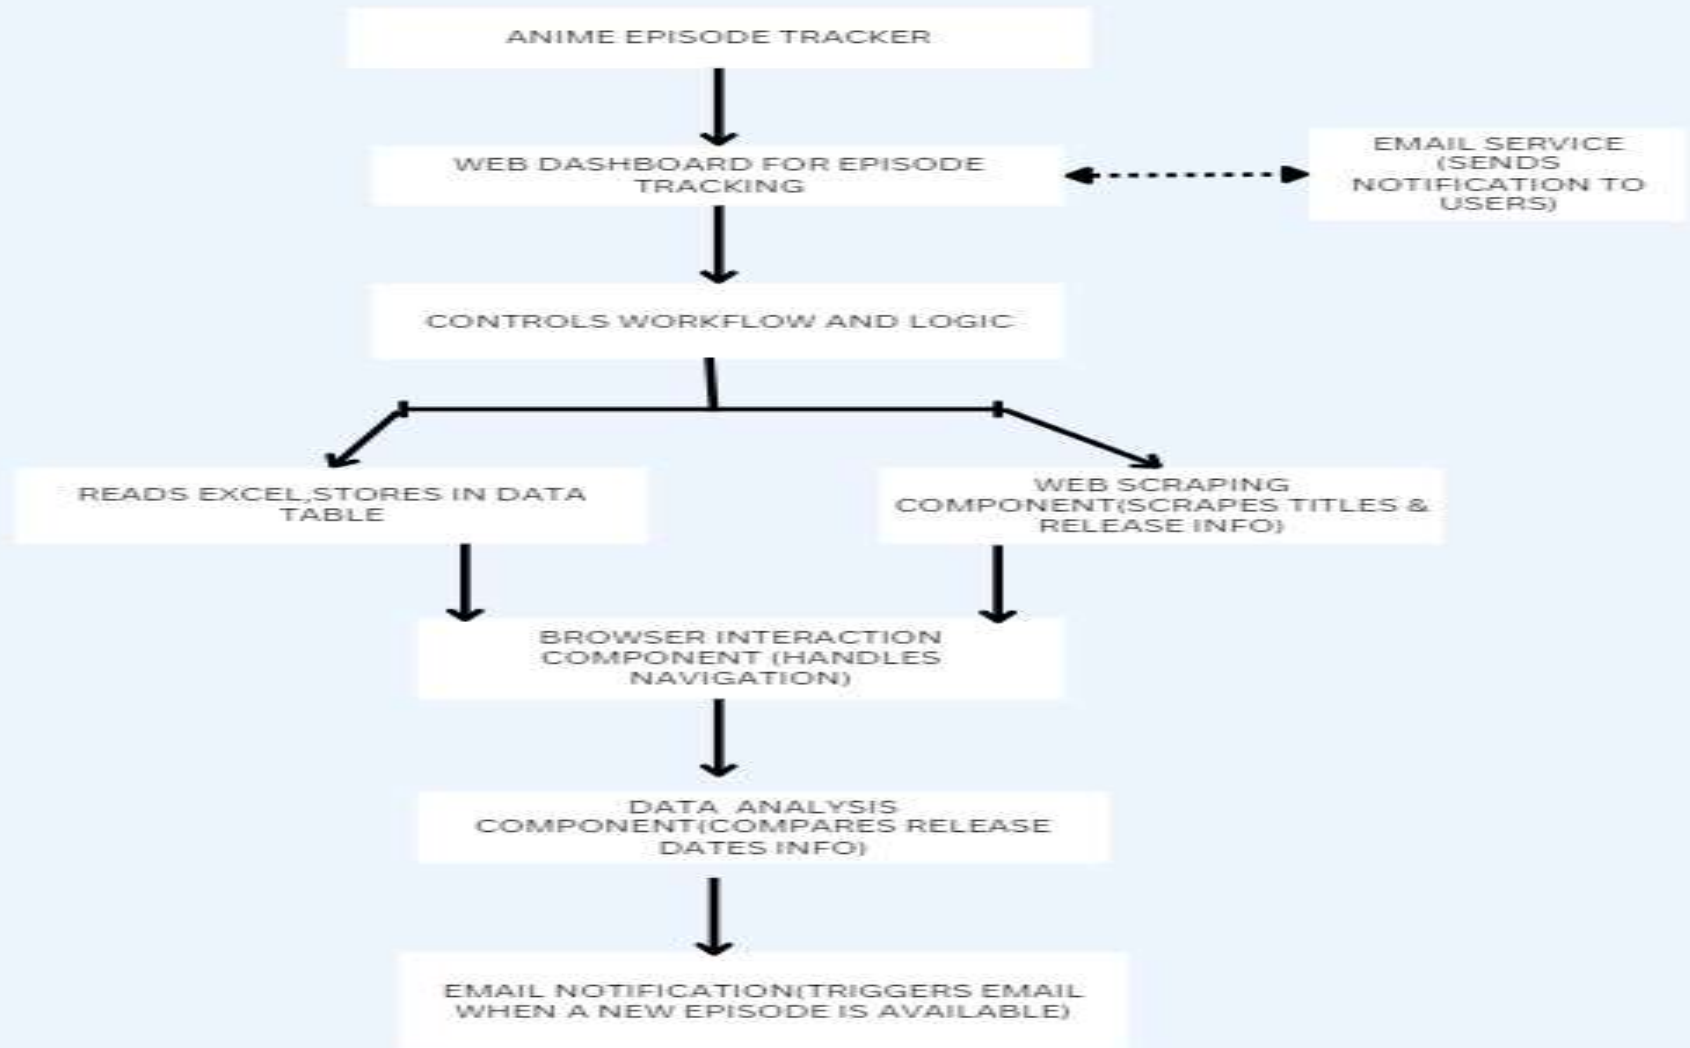 ANIME EPISODE TRACKER
WEB DASHBOARD FOR EPISODE
TRACKING
EMAIL SERVICE
(SENDS
NOTIFICATION TO
USERS)
CONTROLS WORKFLOW AND LOGIC
READS EXCEL,STORES IN DATA
TABLE
WEB SCRAPING
COMPONENT(SCRAPES TITLES &
RELEASE INFO)
BROWSER INTERACTION
COMPONENT (HANDLES
NAVIGATION)
DATA ANALYSIS
COMPONENT(COMPARES RELEASE
DATES INFO)
EMAIL NOTIFICATION(TRIGGERS EMAIL
WHEN A NEW EPISODE IS AVAILABLE)